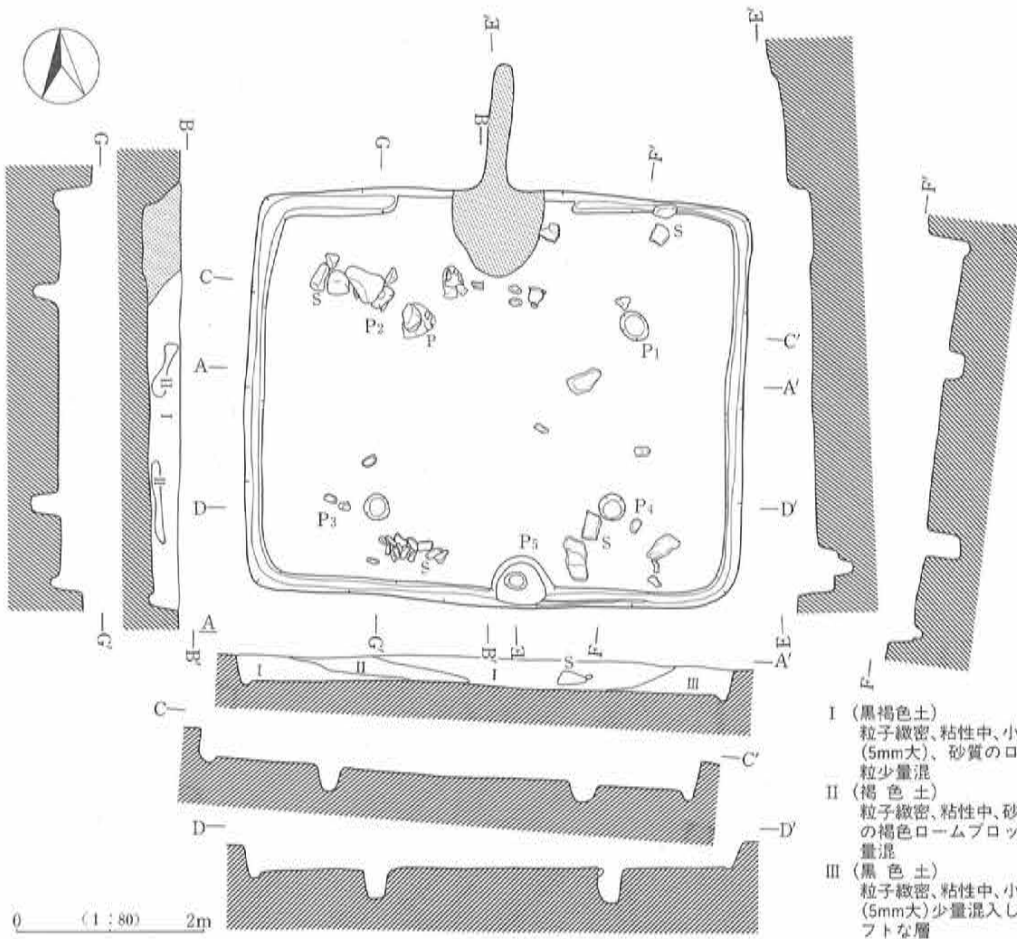 E'
E'
B
G
B
G
F'
F'
S
C
S
P2
P
P1
C'
A
A'
II
I
II
D
P3
P4
D'
S
P5
S
G'
A
B'
G'
B'
E
F
E
A'
I
II
I
S
III
F
C
C'
D
D'
I (黒褐色土)
粒子緻密、粘性中、小
(5mm大)、砂質のロ
粒少量混
II (褐色土)
粒子緻密、粘性中、砂
の褐色ロームブロッ
量混
III (黒色土)
粒子緻密、粘性中、小
(5mm大)少量混入し
フトな層
0 (1:80) 2m